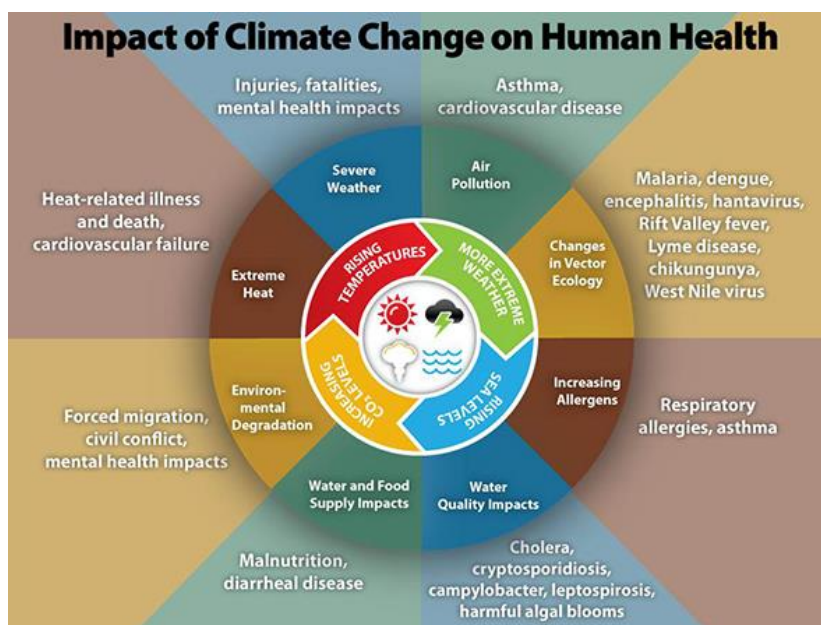 Impact of Climate Change on Human Health
Injuries, fatalities,
mental health impacts
Asthma,
cardiovascular disease
Severe
Weather
Air
Pollution
Heat-related illness
and death,
cardiovascular failure
Malaria, dengue,
encephalitis, hantavirus,
Rift Valley fever,
Lyme disease,
chikungunya,
West Nile virus
Extreme
Heat
RISING
TEMPERATURES
MORE EXTREME
WEATHER
Changes
in Vector
Ecology
Environ-
mental
Degradation
INCREASING
CO₂ LEVELS
RISING
SEA LEVELS
Increasing
Allergens
Forced migration,
civil conflict,
mental health impacts
Respiratory
allergies, asthma
Water and Food
Supply Impacts
Water
Quality Impacts
Malnutrition,
diarrheal disease
Cholera,
cryptosporidiosis,
campylobacter, leptospirosis,
harmful algal blooms